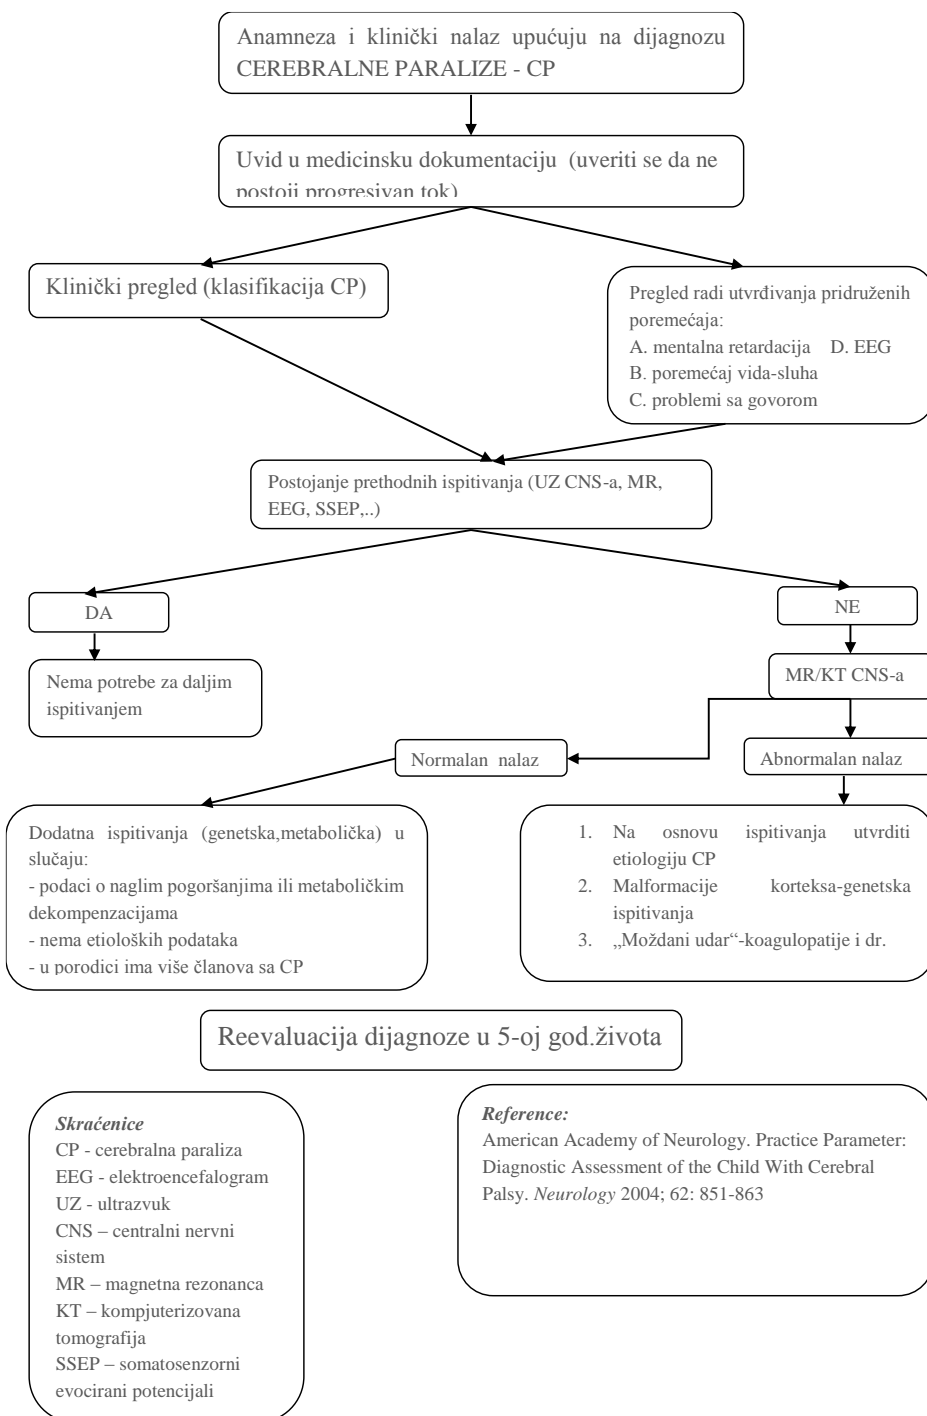 Anamneza i klinički nalaz upućuju na dijagnozu
CEREBRALNE PARALIZE - CP
Uvid u medicinsku dokumentaciju (uveriti se da ne
postoji progresivan tok)
Klinički pregled (klasifikacija CP)
Pregled radi utvrđivanja pridruženih
poremećaja:
A. mentalna retardacija D. EEG
B. poremećaj vida-sluha
C. problemi sa govorom
Postojanje prethodnih ispitivanja (UZ CNS-a, MR,
EEG, SSEP,..)
DA
NE
Nema potrebe za daljim
ispitivanjem
MR/KT CNS-a
Normalan nalaz
Abnormalan nalaz
Dodatna ispitivanja (genetska,metabolička) u
slučaju:
- podaci o naglim pogoršanjima ili metaboličkim
dekompenzacijama
- nema etioloških podataka
- u porodici ima više članova sa CP
1. Na osnovu ispitivanja utvrditi
etiologiju CP
2. Malformacije korteksa-genetska
ispitivanja
3. „Moždani udar“-koagulopatije i dr.
Reevaluacija dijagnoze u 5-oj god.života
Skraćenice
CP - cerebralna paraliza
EEG - elektroencefalogram
UZ - ultrazvuk
CNS – centralni nervni
sistem
MR – magnetna rezonanca
KT – kompjuterizovana
tomografija
SSEP – somatosenzorni
evocirani potencijali
Reference:
American Academy of Neurology. Practice Parameter:
Diagnostic Assessment of the Child With Cerebral
Palsy. Neurology 2004; 62: 851-863